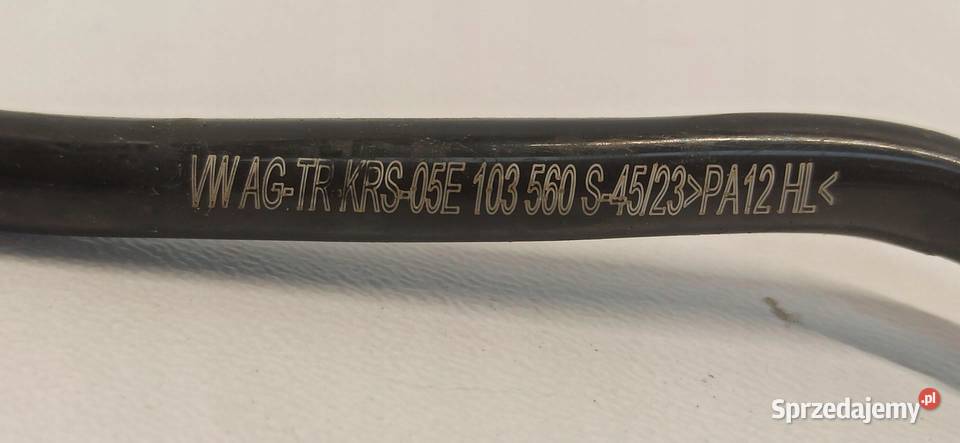 VW AG-TR KRS-05E 103 560 S-45/23>PA12 HL<
Sprzedajemy.pl